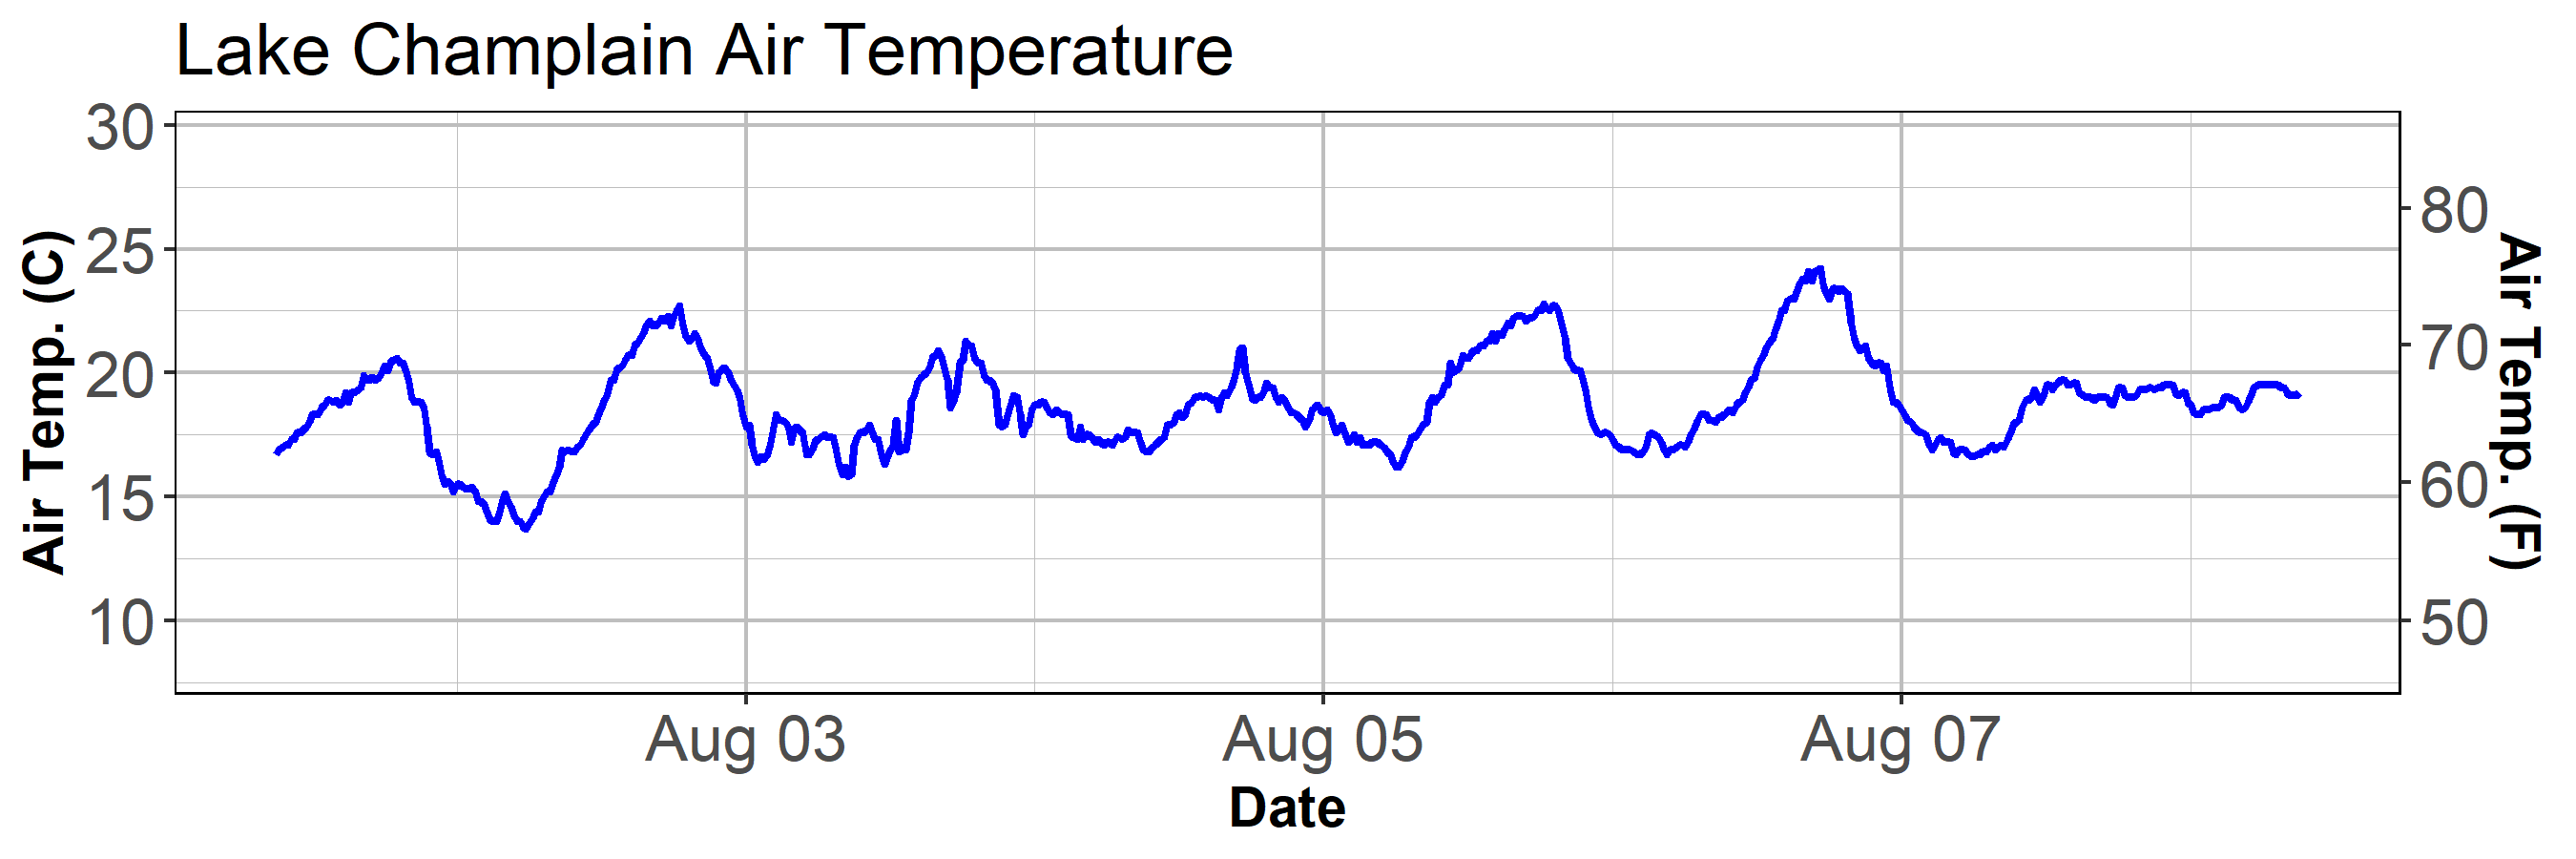 Lake Champlain Air Temperature
30
25
20
15
10
Air Temp. (C)
80
70
60
50
Air Temp. (F)
Aug 03 Aug 05 Aug 07
Date